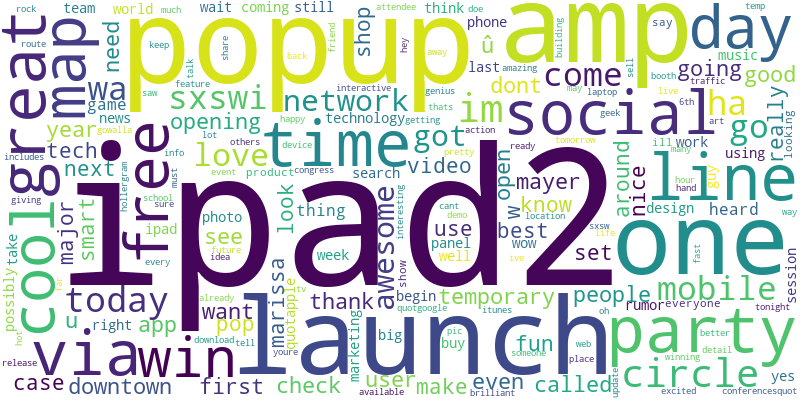 rock
team
world
wait
coming
still
shop
think
friend
doe
much
attendee
great
map
popup
amp
day
route
share
phone
say
temp
keep
hey
away
need
saw
talk
back
û
building
sell
wa
sxswi
network
interactive
genius
last
amazing
dont
come
going
music
good
feature
traffic
booth
game
news
opening
technology
getting
im
social
may
laptop
live
ha
gowalla
lot
others
happy
action
6th
art
year
free
time
got
ready
geek
ill
work
go
really
looking
tech
next
love
video
pretty
tomorrow
many
using
line
includes
info
device
thats
open
around
guy
hour
hand
giving
cool
major
smart
hollergram
must
school
sure
event
product
congress
search
ipad2
mayer
nice
fast
way
take
ipad
photo
look
thing
awesome
interesting
cant
demo
w
know
location
sxsw
life
design
heard
possibly
see
future
idea
week
use
panel
best
wow
set
one
session
hot
every
tv
show
well
ive
today
already
want
marissa
quotapple
thank
begin
temporary
people
mobile
rumor
everyone
tonight
u
right
app
pop
quotgoogle
itunes
oh
launch
party
better
release
via
win
download
tell
youre
marketing
big
pic
buy
someone
fun
web
place
update
winning
detail
circle
yes
case
downtown
first
check
user
available
make
even
brilliant
called
excited
conferencesquot